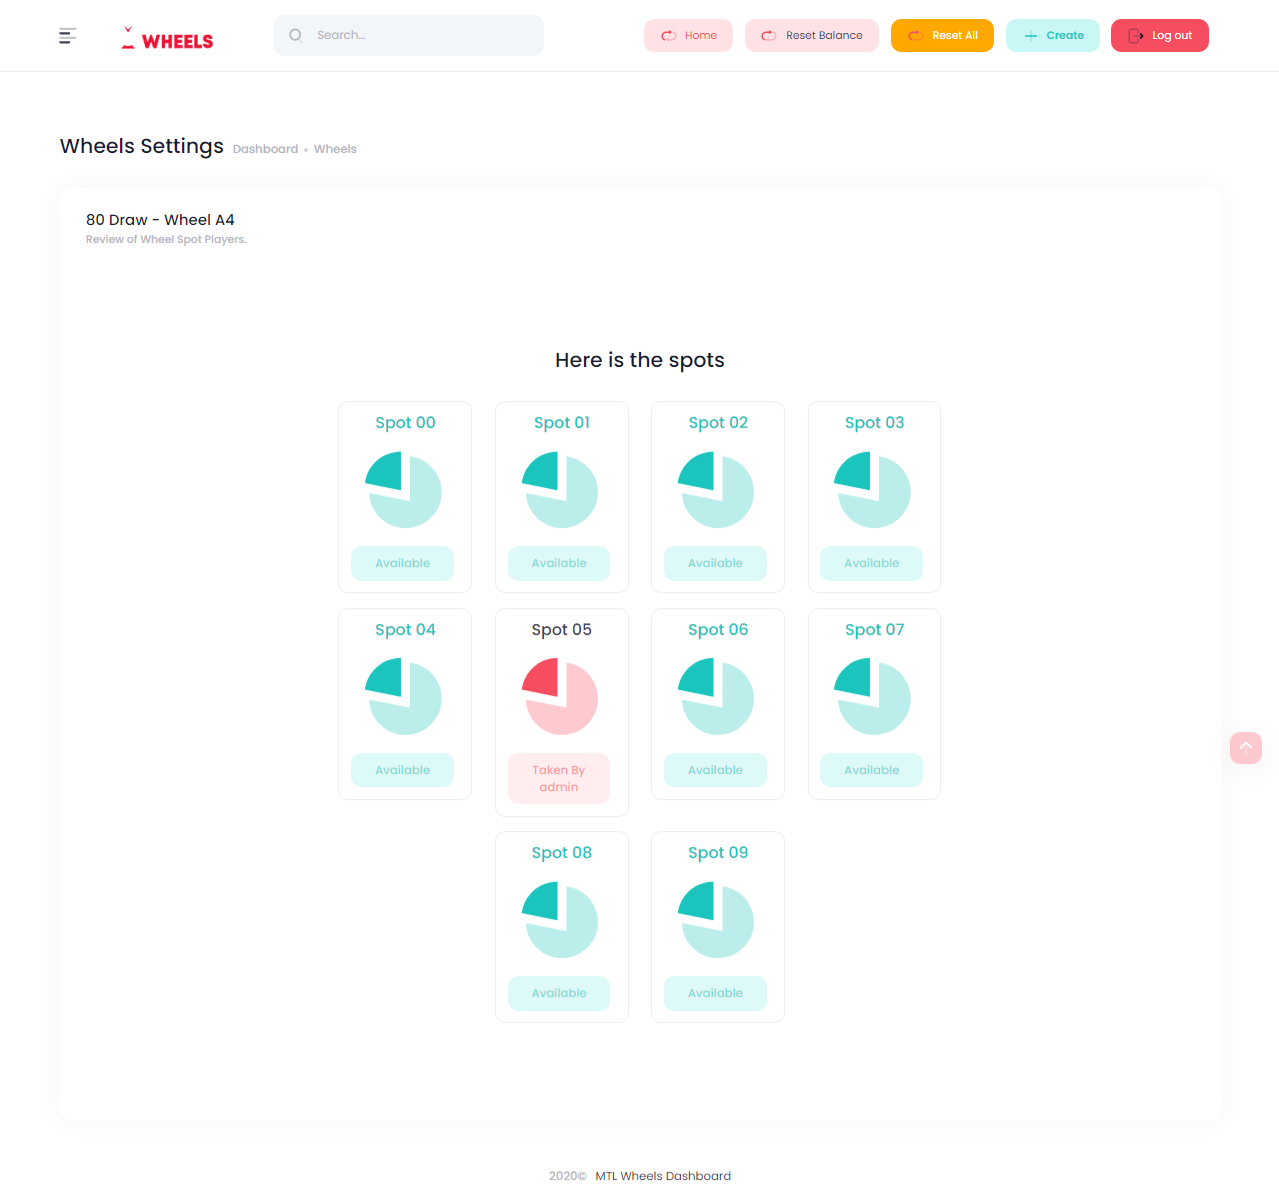 WHEELS
Search...
Home
Reset Balance
Reset All
Create
Log out
Wheels Settings Dashboard • Wheels
80 Draw - Wheel A4
Review of Wheel Spot Players.
Here is the spots
Spot 00
Spot 01
Spot 02
Spot 03
Available
Available
Available
Available
Spot 04
Spot 05
Spot 06
Spot 07
Available
Taken By
admin
Available
Available
Spot 08
Spot 09
Available
Available
2020© MTL Wheels Dashboard